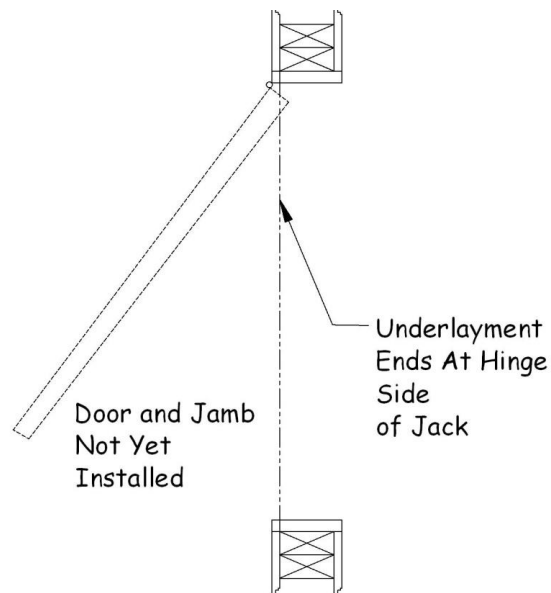 Underlayment
Ends At Hinge
Side
of Jack
Door and Jamb
Not Yet
Installed